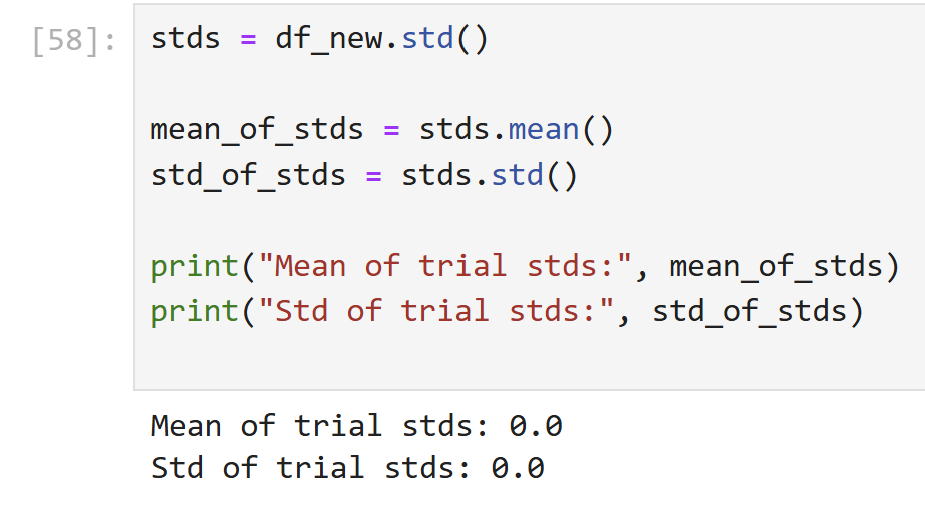 [58]: stds = df_new.std()
mean_of_stds = stds.mean()
std_of_stds = stds.std()
print("Mean of trial stds:", mean_of_stds)
print("Std of trial stds:", std_of_stds)
Mean of trial stds: 0.0
Std of trial stds: 0.0